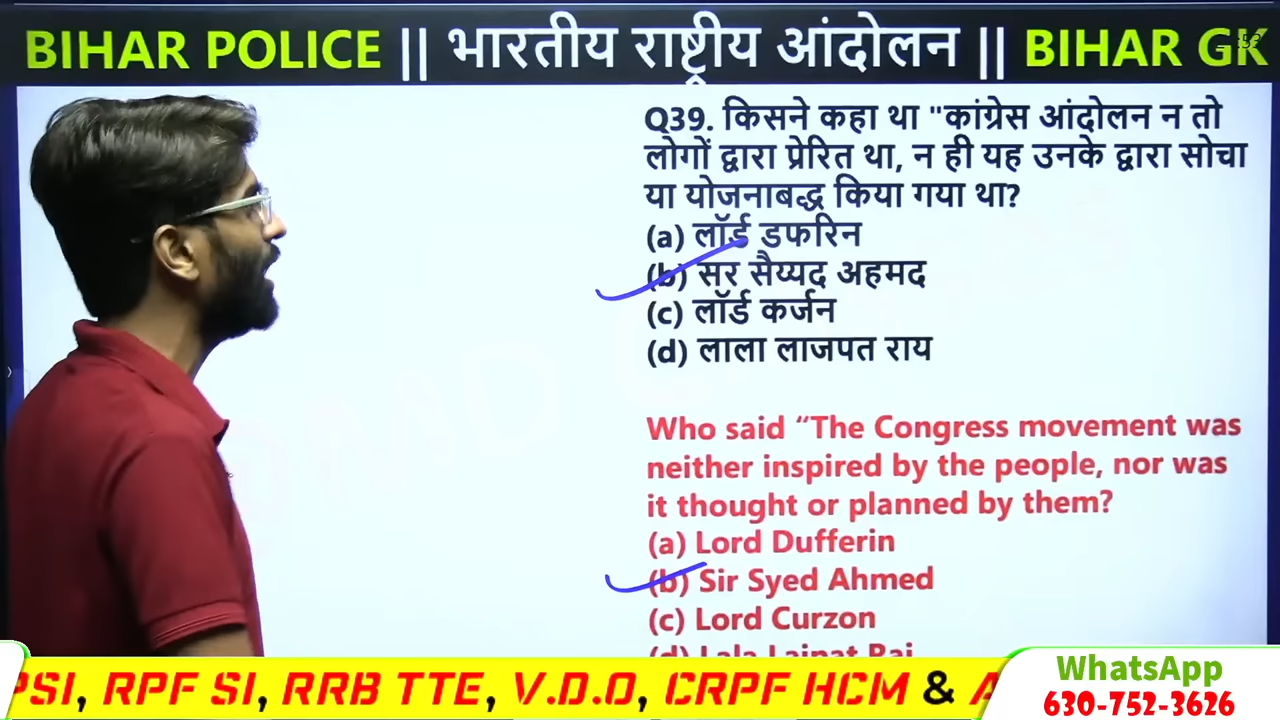 BIHAR POLICE || भारतीय राष्ट्रीय आंदोलन || BIHAR GK
Q39. किसने कहा था "कांग्रेस आंदोलन न तो
लोगों द्वारा प्रेरित था, न ही यह उनके द्वारा सोचा
या योजनाबद्ध किया गया था?
(a) लॉर्ड डफरिन
(b) सर सैय्यद अहमद
(c) लॉर्ड कर्जन
(d) लाला लाजपत राय
Who said “The Congress movement was
neither inspired by the people, nor was
it thought or planned by them?
(a) Lord Dufferin
(b) Sir Syed Ahmed
(c) Lord Curzon
(d) Lala Lajpat Rai
PSI, RPF SI, RRB TTE, V.D.O, CRPF HCM & A
WhatsApp
630-752-3626